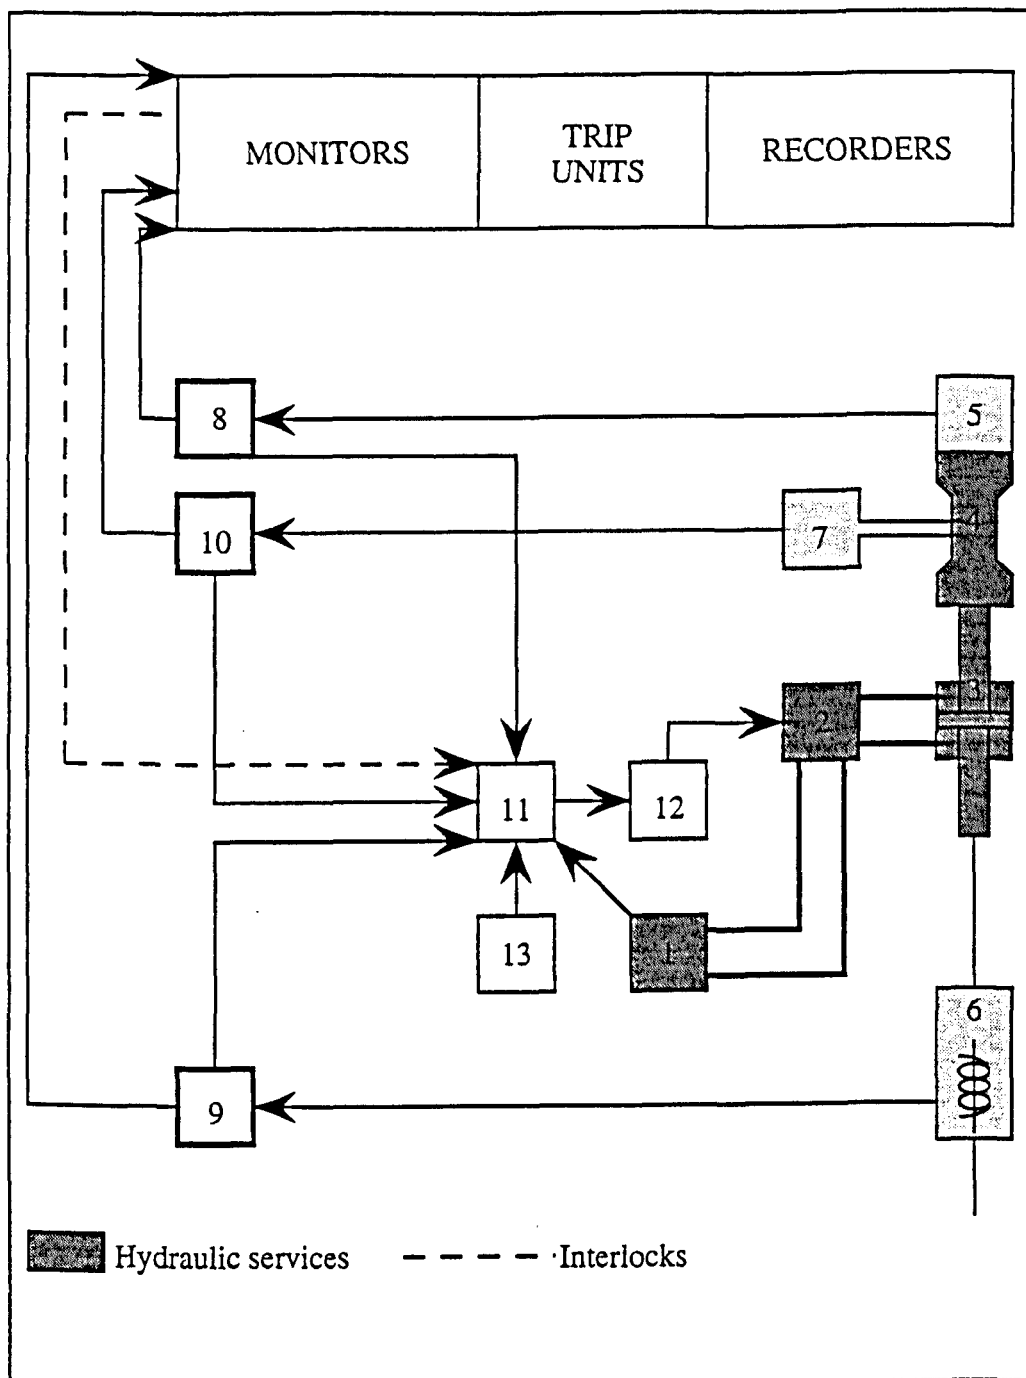 MONITORS
TRIP
UNITS
RECORDERS
8
5
10
7
4
3
2
11
12
13
1
6
9
Hydraulic services
Interlocks